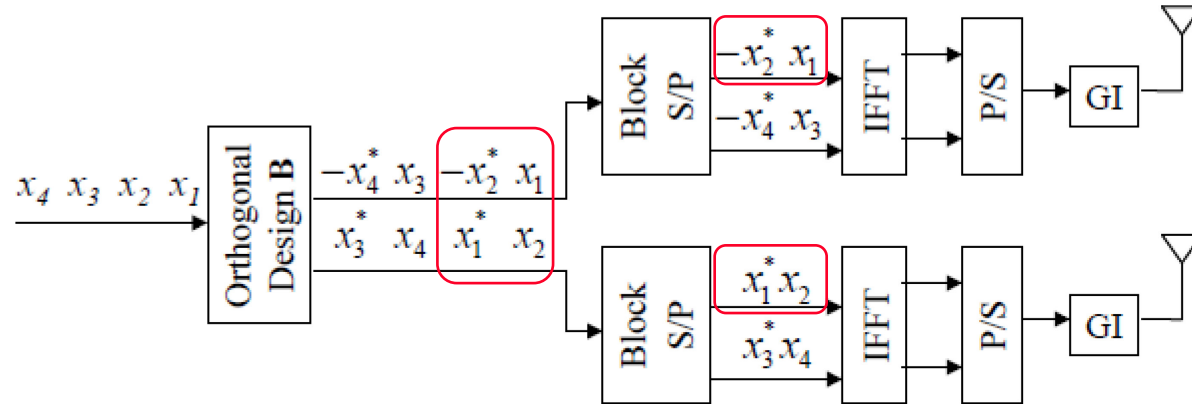 x₄ x₃ x₂ x₁
Orthogonal
Design B
−x₄* x₃ −x₂* x₁
x₃* x₄ x₁* x₂
Block
S/P
−x₂* x₁
−x₄* x₃
IFFT
P/S
GI
Block
S/P
x₁* x₂
x₃* x₄
IFFT
P/S
GI